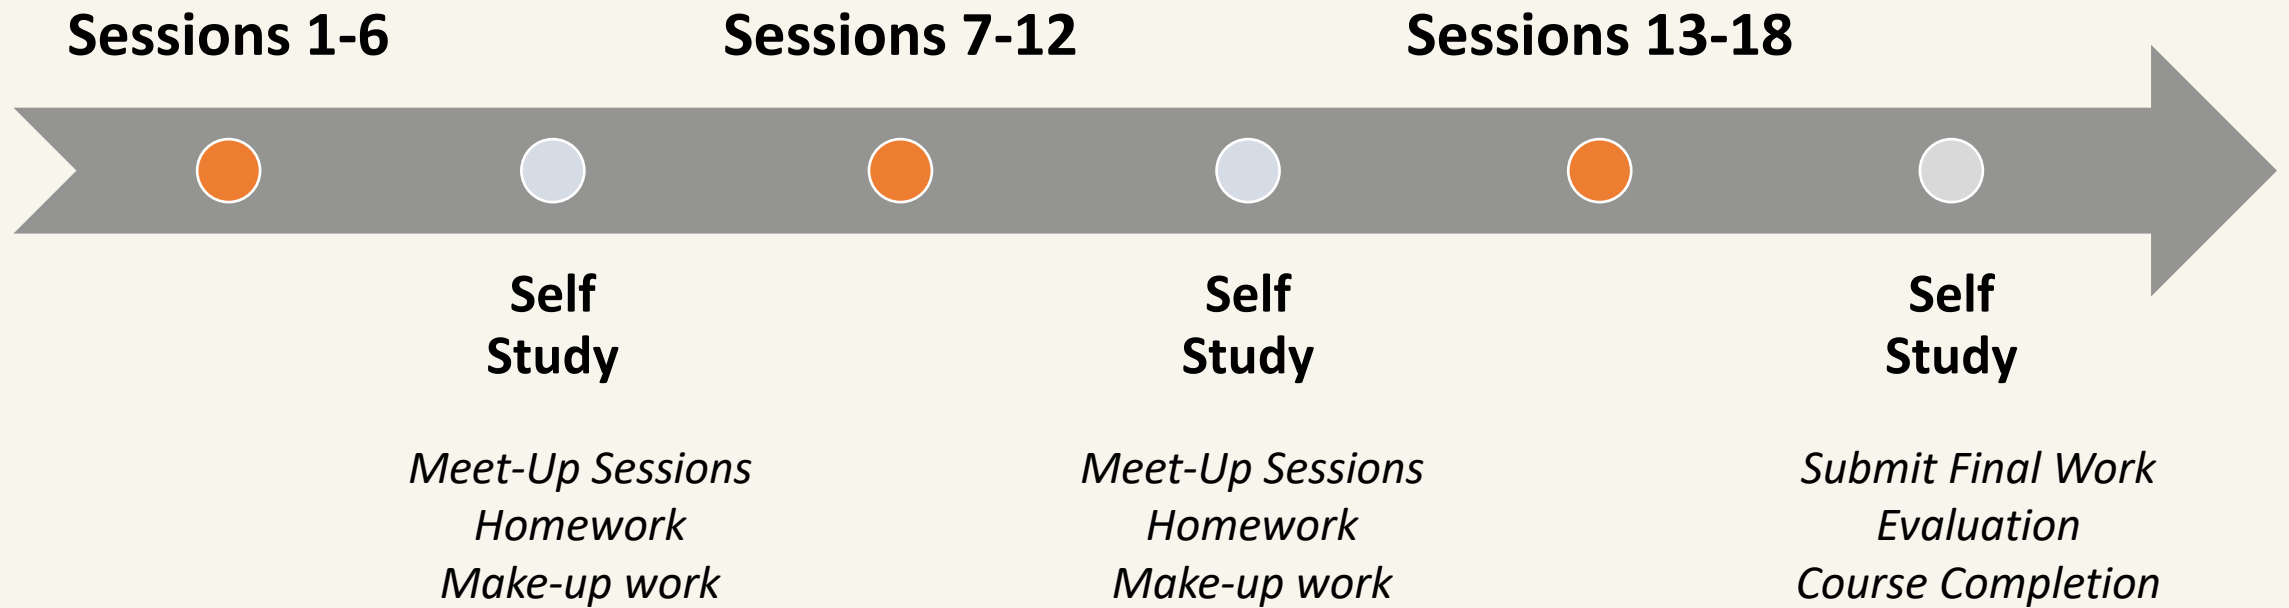 Sessions 1-6
Sessions 7-12
Sessions 13-18
Self
Study
Meet-Up Sessions
Homework
Make-up work
Self
Study
Meet-Up Sessions
Homework
Make-up work
Self
Study
Submit Final Work
Evaluation
Course Completion